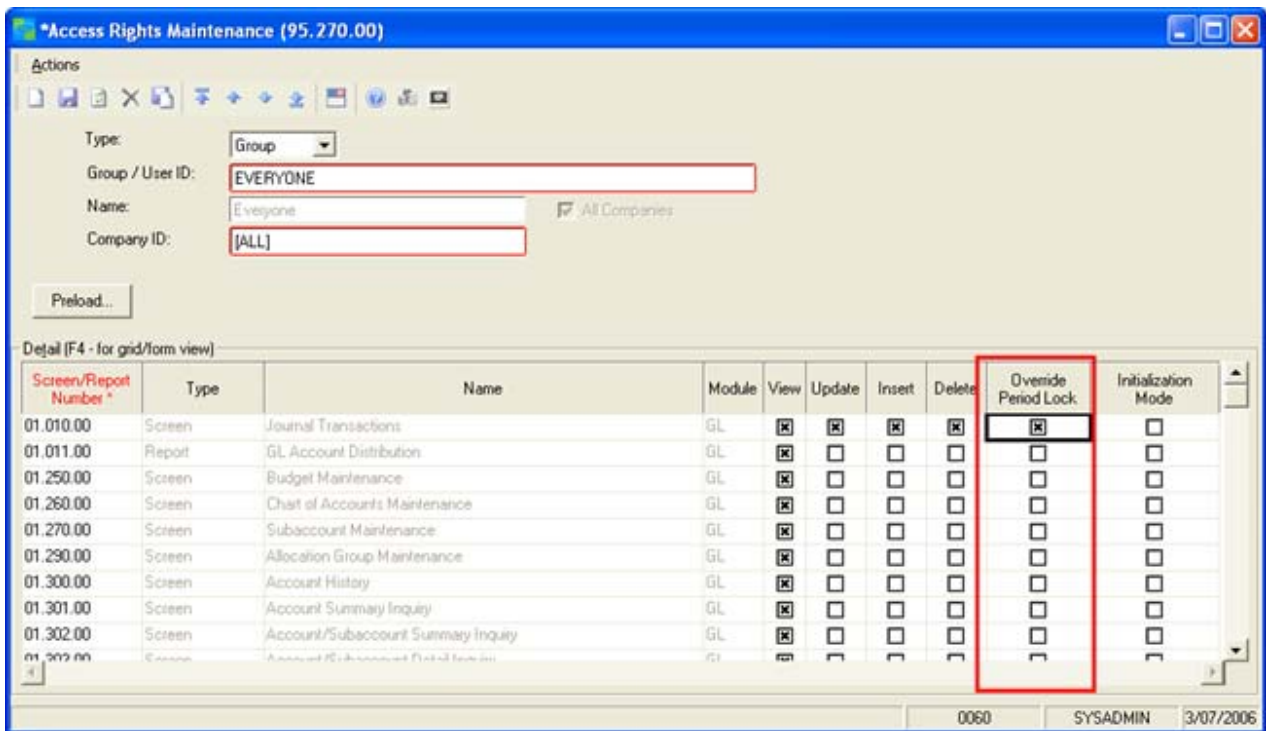 *Access Rights Maintenance (95.270.00)
Actions
Type: Group
Group / User ID: EVERYONE
Name: Everyone All Companies
Company ID: [ALL]
Preload...
Detail (F4 - for grid/form view)
Screen/Report Number * Type Name Module View Update Insert Delete Override Period Lock Initialization Mode
01.010.00 Screen Journal Transactions GL
01.011.00 Report GL Account Distribution GL
01.250.00 Screen Budget Maintenance GL
01.260.00 Screen Chart of Accounts Maintenance GL
01.270.00 Screen Subaccount Maintenance GL
01.290.00 Screen Allocation Group Maintenance GL
01.300.00 Screen Account History GL
01.301.00 Screen Account Summary Inquiry GL
01.302.00 Screen Account/Subaccount Summary Inquiry GL
0060 SYSADMIN 3/07/2006